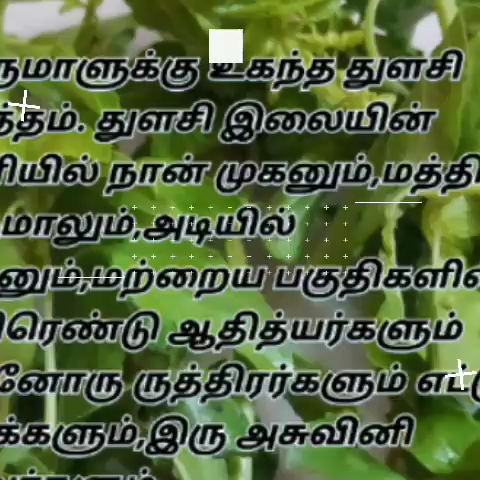 ருமாளுக்கு உகந்த துளசி
த்தம். துளசி இலையின்
யில் நான் முகனும்,மத்தி
மாலும்,அடியில்
னும்,மற்றைய பகுதிகளில்
ரெண்டு ஆதித்யர்களும்
னோரு ருத்திரர்களும்
க்களும்,இரு அசுவினி